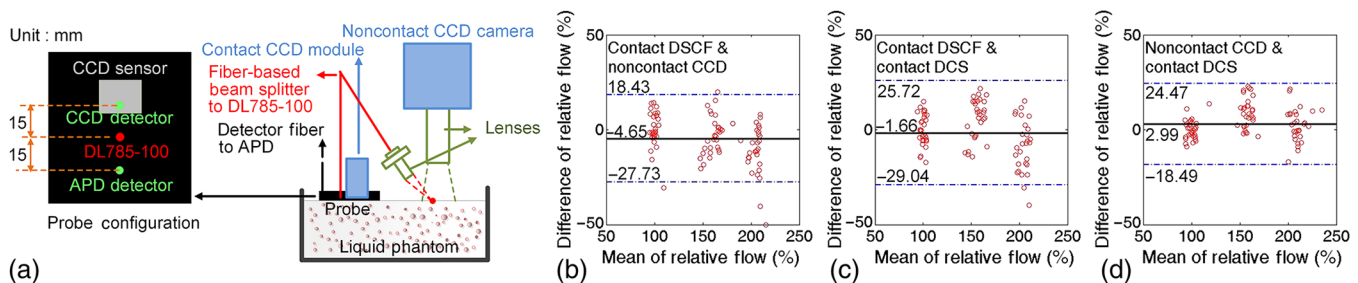 Unit : mm
CCD sensor
15
CCD detector
DL785-100
15
APD detector
Probe configuration
(a)
Noncontact CCD camera
Contact CCD module
Fiber-based
beam splitter
to DL785-100
Detector fiber
to APD
Lenses
Probe
Liquid phantom
Difference of relative flow (%)
50
0
−50
Contact DSCF &
noncontact CCD
18.43
−4.65
−27.73
50
100
150
200
250
Mean of relative flow (%)
(b)
Difference of relative flow (%)
50
0
−50
Contact DSCF &
contact DCS
25.72
−1.66
−29.04
50
100
150
200
250
Mean of relative flow (%)
(c)
Difference of relative flow (%)
50
0
−50
Noncontact CCD &
contact DCS
24.47
2.99
−18.49
50
100
150
200
250
Mean of relative flow (%)
(d)